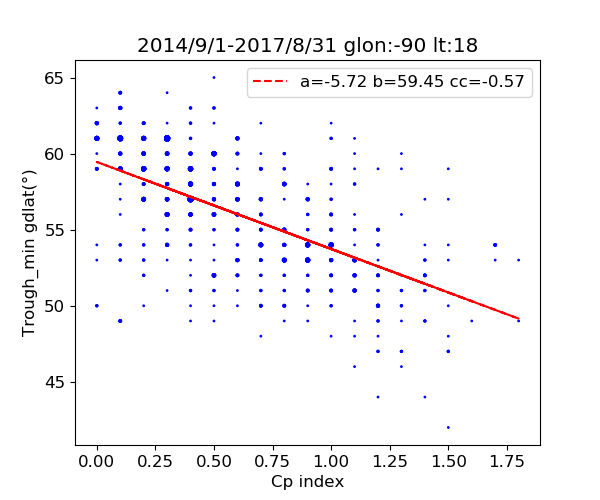 2014/9/1-2017/8/31 glon:-90 lt:18
a=-5.72 b=59.45 cc=-0.57
Trough_min gdlat(°)
65
60
55
50
45
0.00 0.25 0.50 0.75 1.00 1.25 1.50 1.75
Cp index